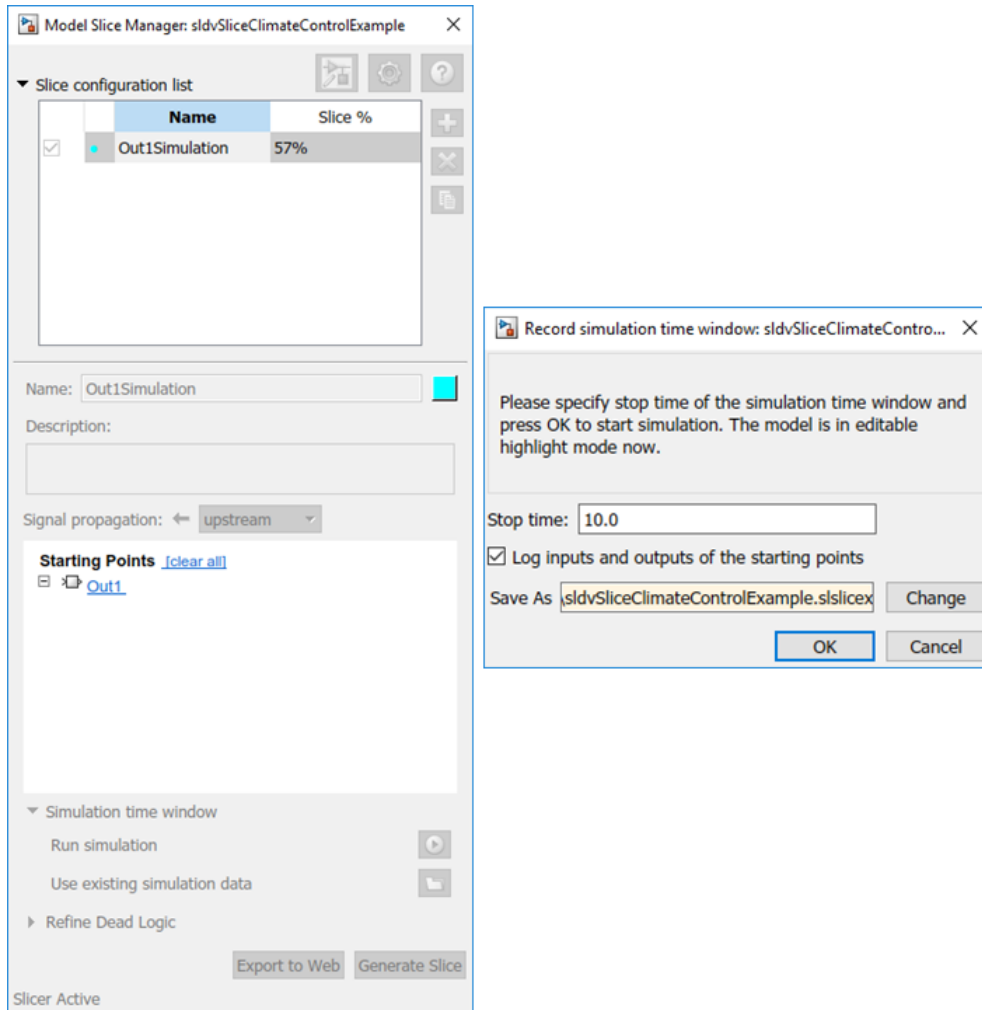 Model Slice Manager: sldvSliceClimateControlExample
Slice configuration list
Name Slice %
Out1Simulation 57%
Name: Out1Simulation
Description:
Signal propagation: upstream
Starting Points [clear all]
Out1
Simulation time window
Run simulation
Use existing simulation data
Refine Dead Logic
Export to Web Generate Slice
Slicer Active
Record simulation time window: sldvSliceClimateContro...
Please specify stop time of the simulation time window and
press OK to start simulation. The model is in editable
highlight mode now.
Stop time: 10.0
Log inputs and outputs of the starting points
Save As \sldvSliceClimateControlExample.slslicex Change
OK Cancel